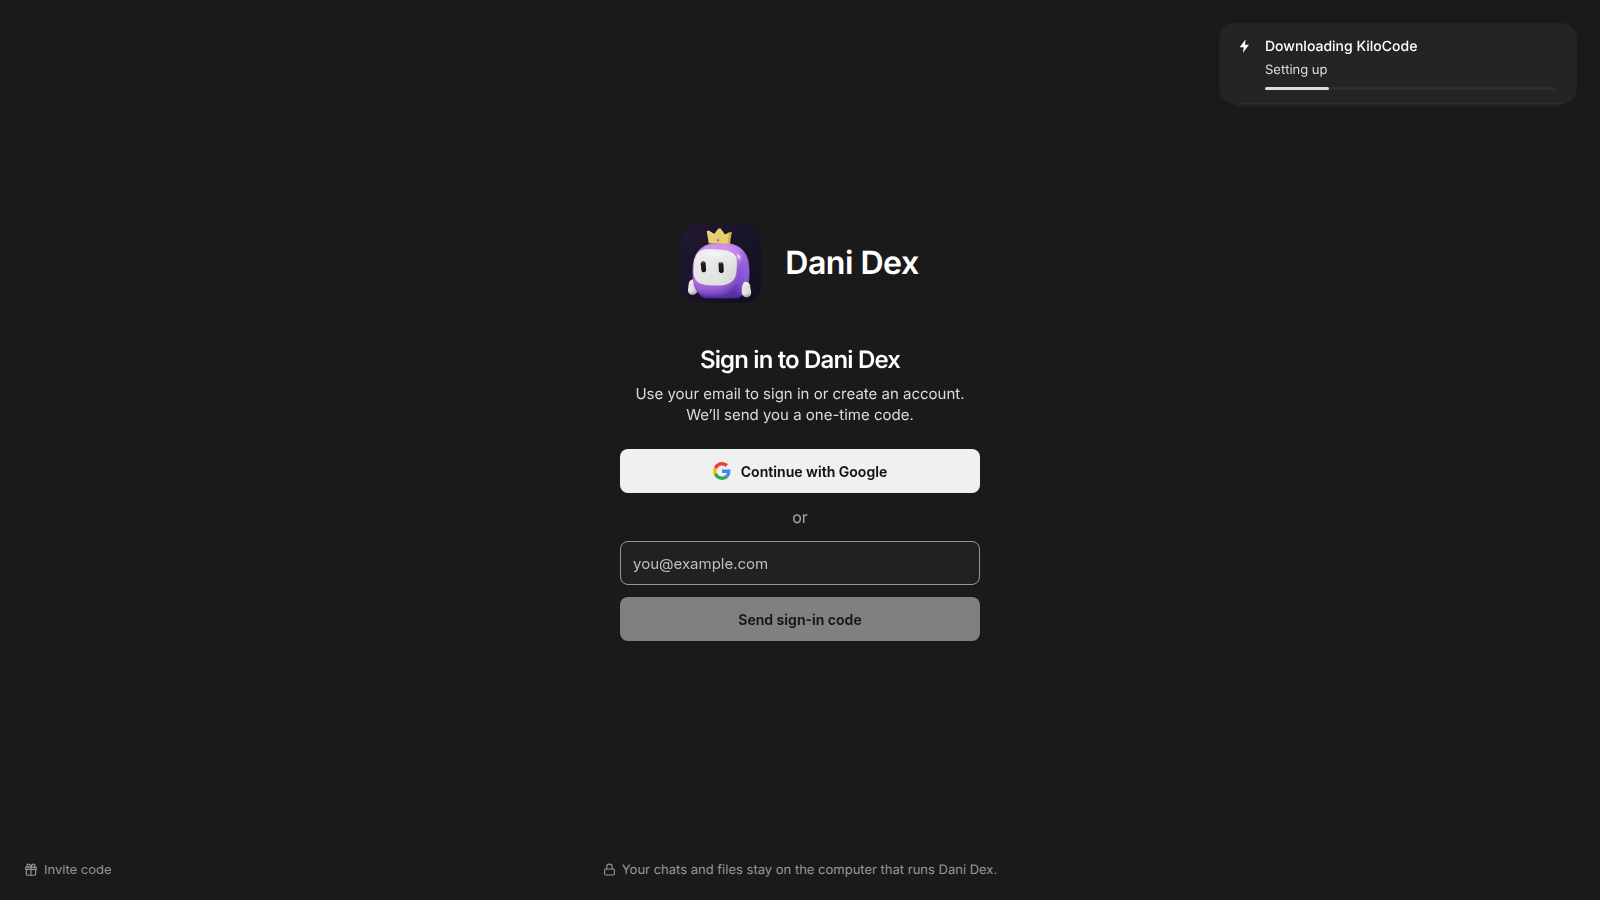 Downloading KiloCode
Setting up
Dani Dex
Sign in to Dani Dex
Use your email to sign in or create an account.
We’ll send you a one-time code.
Continue with Google
or
you@example.com
Send sign-in code
Invite code
Your chats and files stay on the computer that runs Dani Dex.